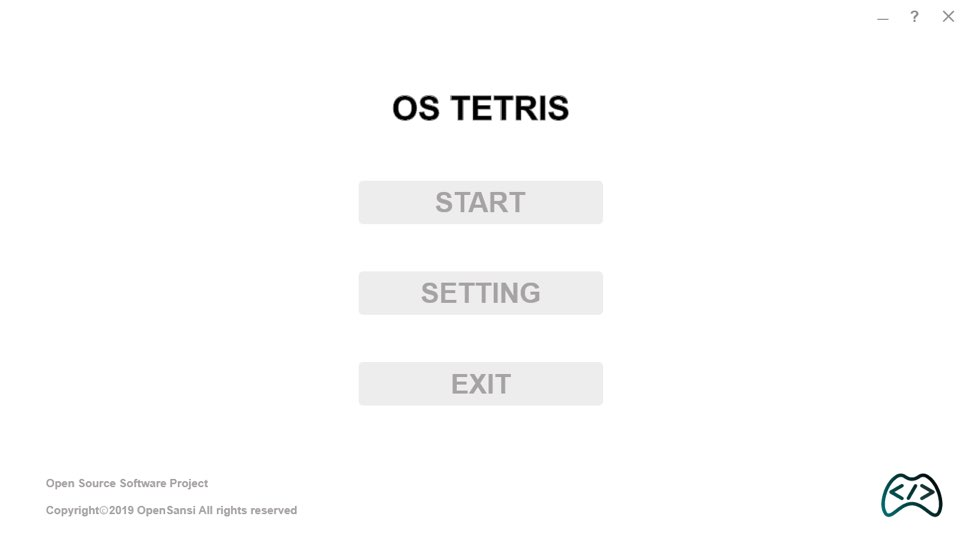 ?
OS TETRIS
START
SETTING
EXIT
Open Source Software Project
Copyright©2019 OpenSansi All rights reserved
</>